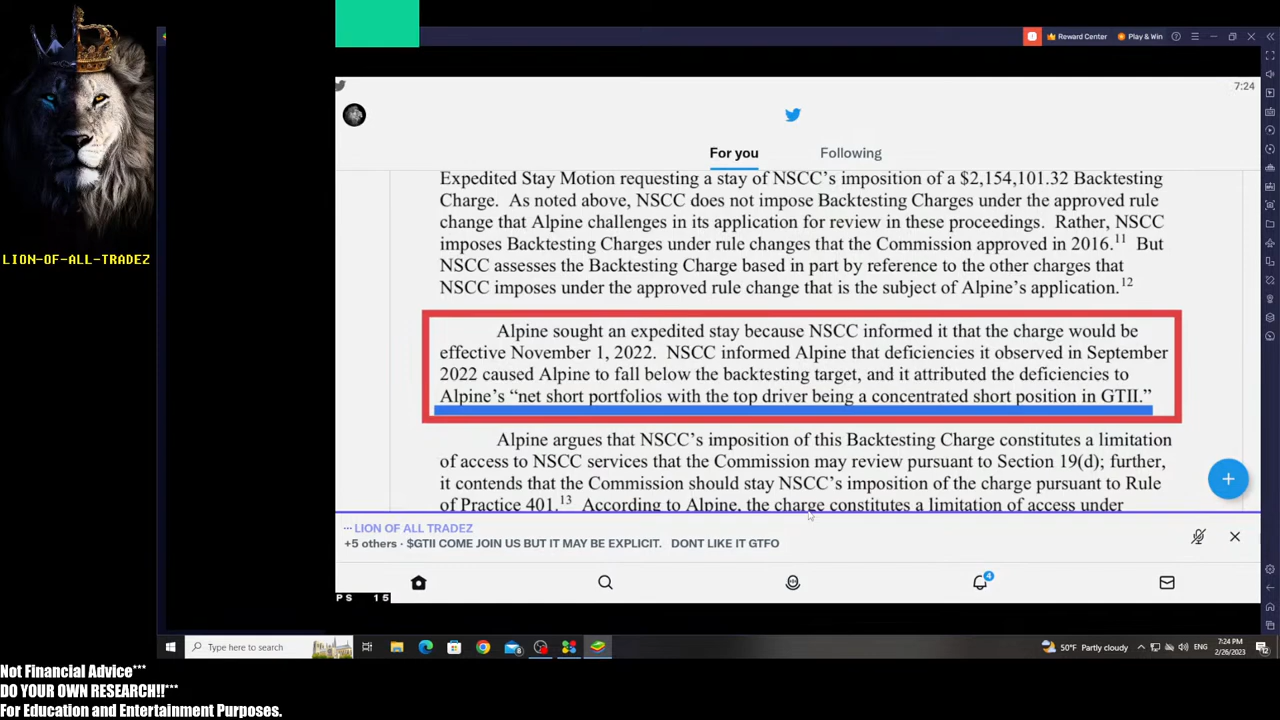 Reward Center
Play & Win
7:24
For you
Following
Expedited Stay Motion requesting a stay of NSCC's imposition of a $2,154,101.32 Backtesting
Charge. As noted above, NSCC does not impose Backtesting Charges under the approved rule
change that Alpine challenges in its application for review in these proceedings. Rather, NSCC
imposes Backtesting Charges under rule changes that the Commission approved in 2016.11 But
NSCC assesses the Backtesting Charge based in part by reference to the other charges that
NSCC imposes under the approved rule change that is the subject of Alpine's application.12
Alpine sought an expedited stay because NSCC informed it that the charge would be
effective November 1, 2022. NSCC informed Alpine that deficiencies it observed in September
2022 caused Alpine to fall below the backtesting target, and it attributed the deficiencies to
Alpine's "net short portfolios with the top driver being a concentrated short position in GTII."
Alpine argues that NSCC's imposition of this Backtesting Charge constitutes a limitation
of access to NSCC services that the Commission may review pursuant to Section 19(d); further,
it contends that the Commission should stay NSCC's imposition of the charge pursuant to Rule
of Practice 401.13 According to Alpine, the charge constitutes a limitation of access under
LION-OF-ALL-TRADEZ
··· LION OF ALL TRADEZ
+5 others · $GTII COME JOIN US BUT IT MAY BE EXPLICIT. DONT LIKE IT GTFO
4
PS 15
Type here to search
50°F Partly cloudy
ENG
7:24 PM
2/26/2023
Not Financial Advice***
DO YOUR OWN RESEARCH!!***
For Education and Entertainment Purposes.